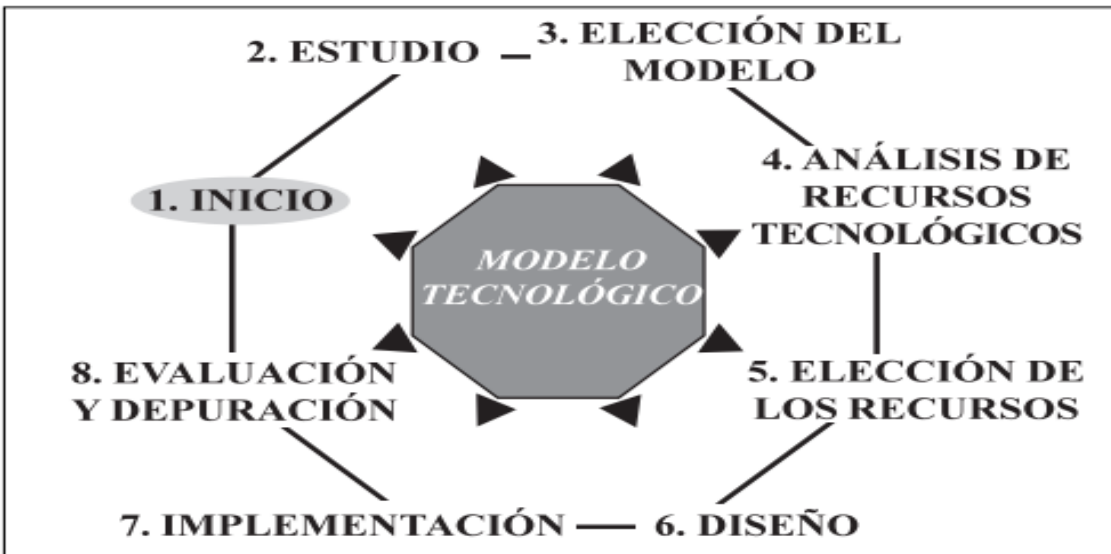 2. ESTUDIO
3. ELECCIÓN DEL
MODELO
4. ANÁLISIS DE
RECURSOS
TECNOLÓGICOS
5. ELECCIÓN DE
LOS RECURSOS
6. DISEÑO
7. IMPLEMENTACIÓN
8. EVALUACIÓN
Y DEPURACIÓN
1. INICIO
MODELO
TECNOLÓGICO